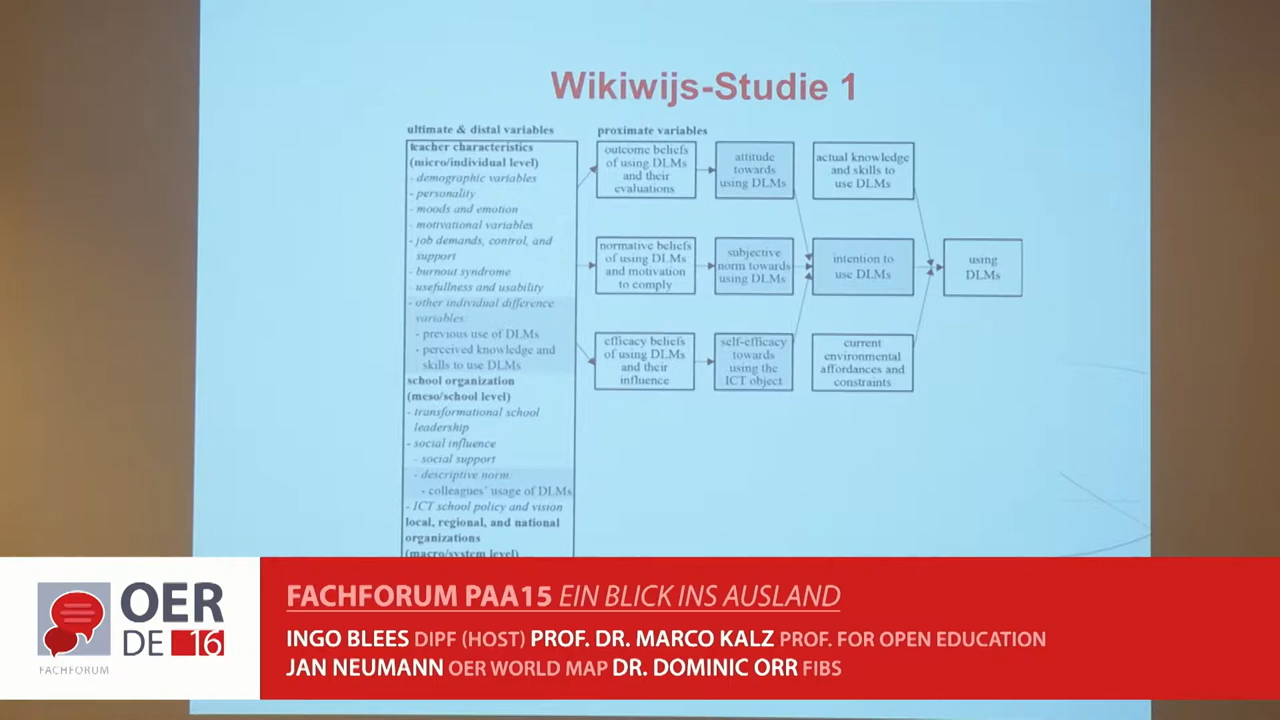 Wikiwijs-Studie 1
ultimate & distal variables
teacher characteristics
(micro/individual level)
- demographic variables
- personality
- moods and emotion
- motivational variables
- job demands, control, and
support
- burnout syndrome
- usefullness and usability
- other individual difference
variables:
- previous use of DLMs
- perceived knowledge and
skills to use DLMs
school organization
(meso/school level)
- transformational school
leadership
- social influence
- social support
- descriptive norm:
- colleagues' usage of DLMs
- ICT school policy and vision
local, regional, and national
organizations
(macro/system level)
proximate variables
outcome beliefs
of using DLMs
and their
evaluations
attitude
towards
using DLMs
actual knowledge
and skills to
use DLMs
normative beliefs
of using DLMs
and motivation
to comply
subjective
norm towards
using DLMs
intention to
use DLMs
using
DLMs
efficacy beliefs
of using DLMs
and their
influence
self-efficacy
towards
using the
ICT object
current
environmental
affordances and
constraints
OER
DE 16
FACHFORUM
FACHFORUM PAA15 EIN BLICK INS AUSLAND
INGO BLEES DIPF (HOST) PROF. DR. MARCO KALZ PROF. FOR OPEN EDUCATION
JAN NEUMANN OER WORLD MAP DR. DOMINIC ORR FIBS